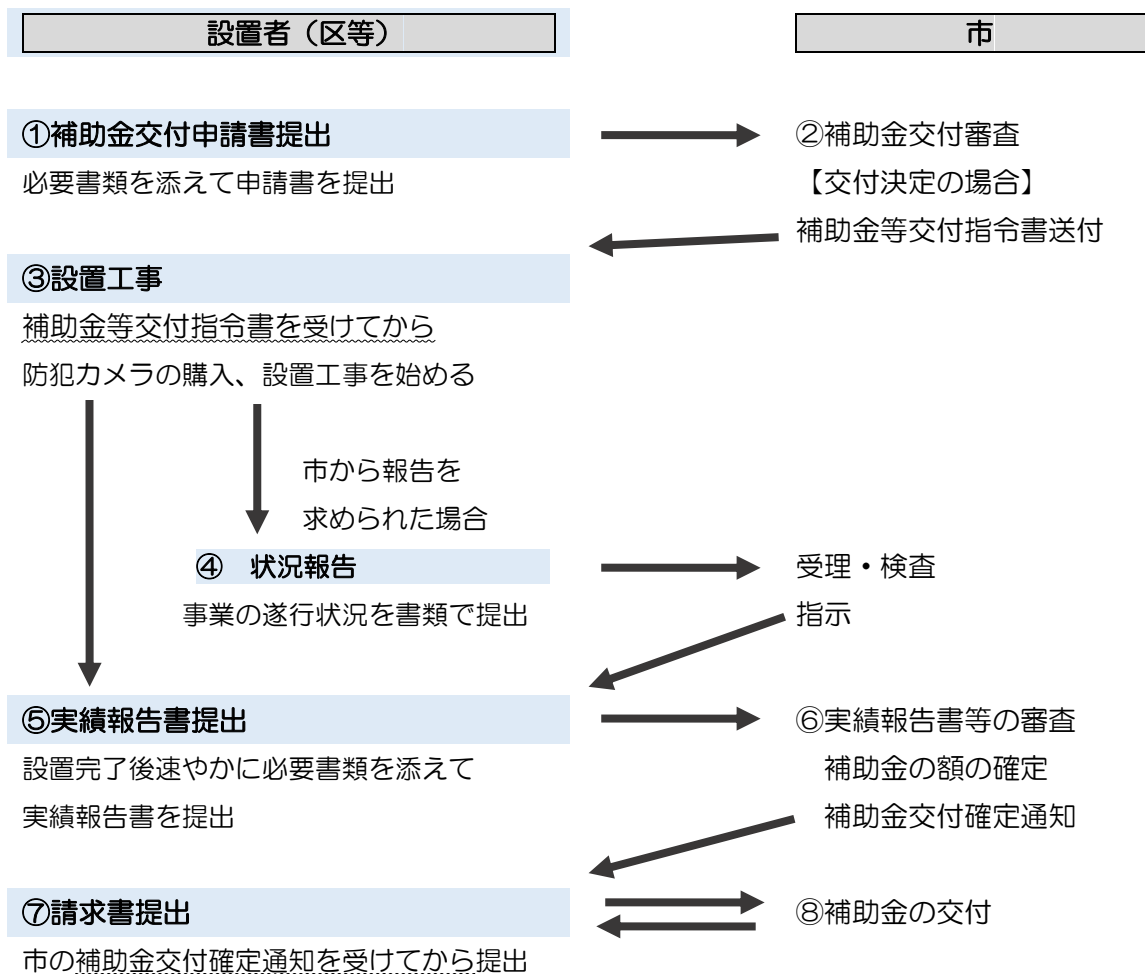 設置者（区等）
市
①補助金交付申請書提出
②補助金交付審査
必要書類を添えて申請書を提出
【交付決定の場合】
補助金等交付指令書送付
③設置工事
補助金等交付指令書を受けてから
防犯カメラの購入、設置工事を始める
市から報告を
求められた場合
④　状況報告
受理・検査
事業の遂行状況を書類で提出
指示
⑤実績報告書提出
⑥実績報告書等の審査
設置完了後速やかに必要書類を添えて
補助金の額の確定
実績報告書を提出
補助金交付確定通知
⑦請求書提出
⑧補助金の交付
市の補助金交付確定通知を受けてから提出